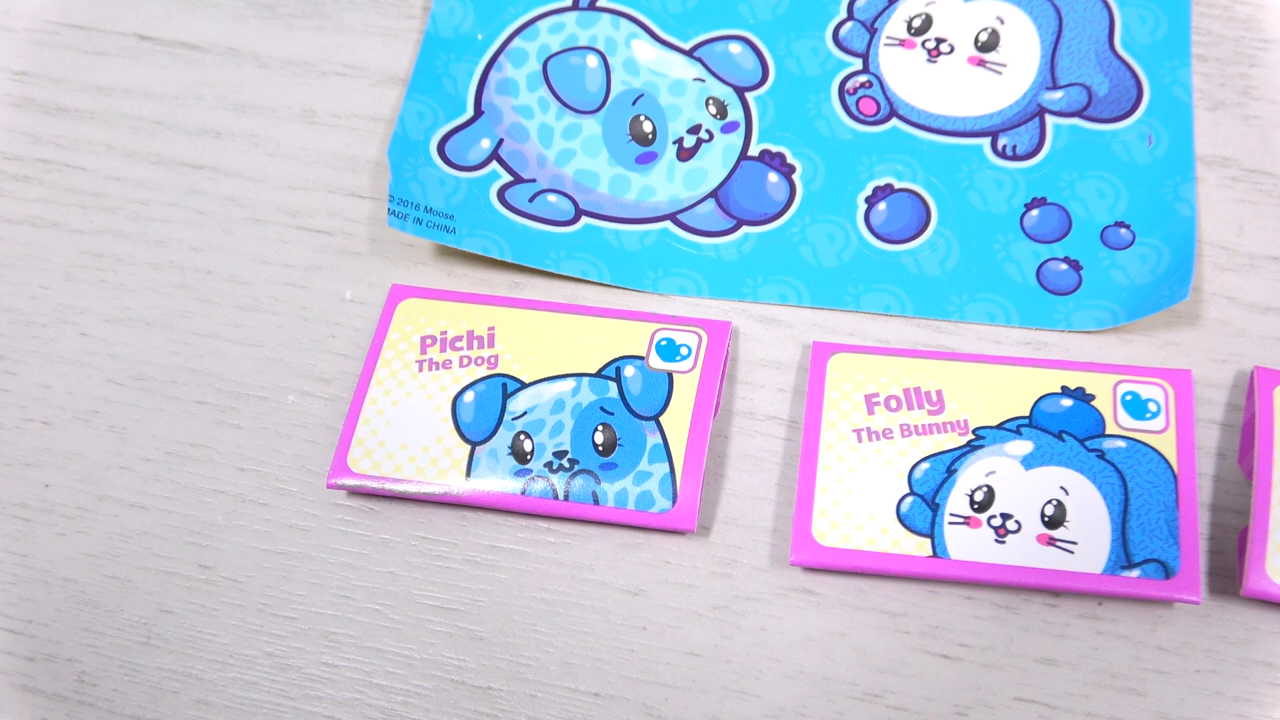 © 2016 Moose.
MADE IN CHINA
Pichi
The Dog
Folly
The Bunny